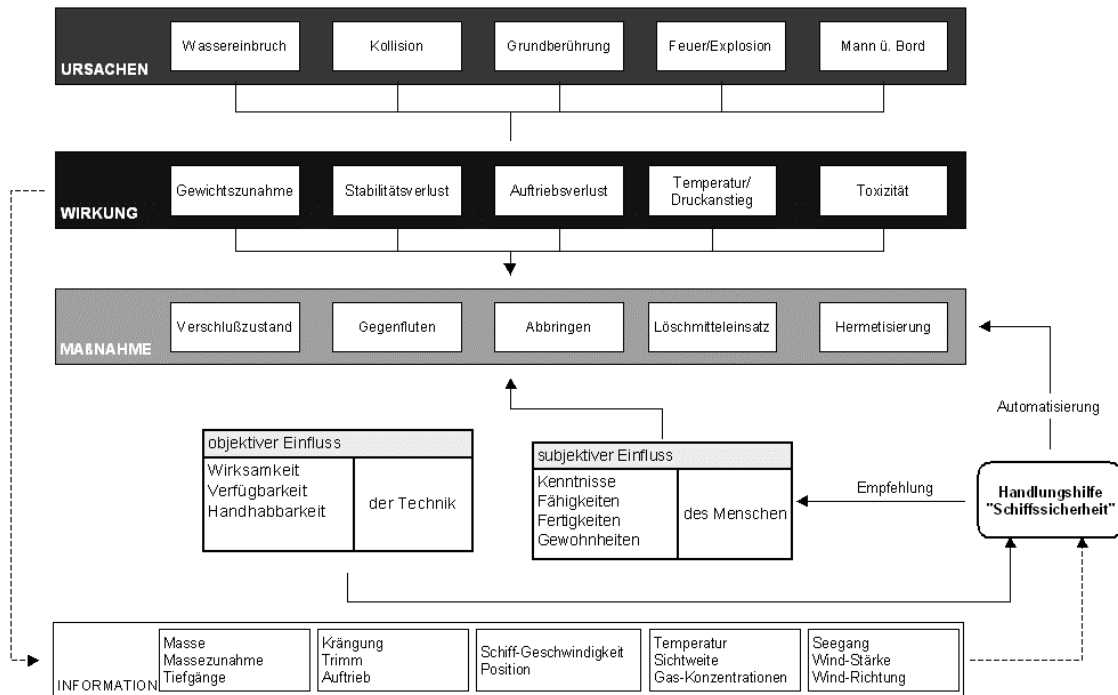 Wassereinbruch
Kollision
Grundberührung
Feuer/Explosion
Mann ü. Bord
URSACHEN
Gewichtszunahme
Stabilitätsverlust
Auftriebsverlust
Temperatur/
Druckanstieg
Toxizität
WIRKUNG
Verschlußzustand
Gegenfluten
Abbringen
Löschmitteleinsatz
Hermetisierung
MAßNAHME
Automatisierung
objektiver Einfluss
Wirksamkeit
Verfügbarkeit
Handhabbarkeit
der Technik
subjektiver Einfluss
Kenntnisse
Fähigkeiten
Fertigkeiten
Gewohnheiten
des Menschen
Empfehlung
Handlungshilfe
"Schiffssicherheit"
INFORMATION
Masse
Massezunahme
Tiefgänge
Krängung
Trimm
Auftrieb
Schiff-Geschwindigkeit
Position
Temperatur
Sichtweite
Gas-Konzentrationen
Seegang
Wind-Stärke
Wind-Richtung